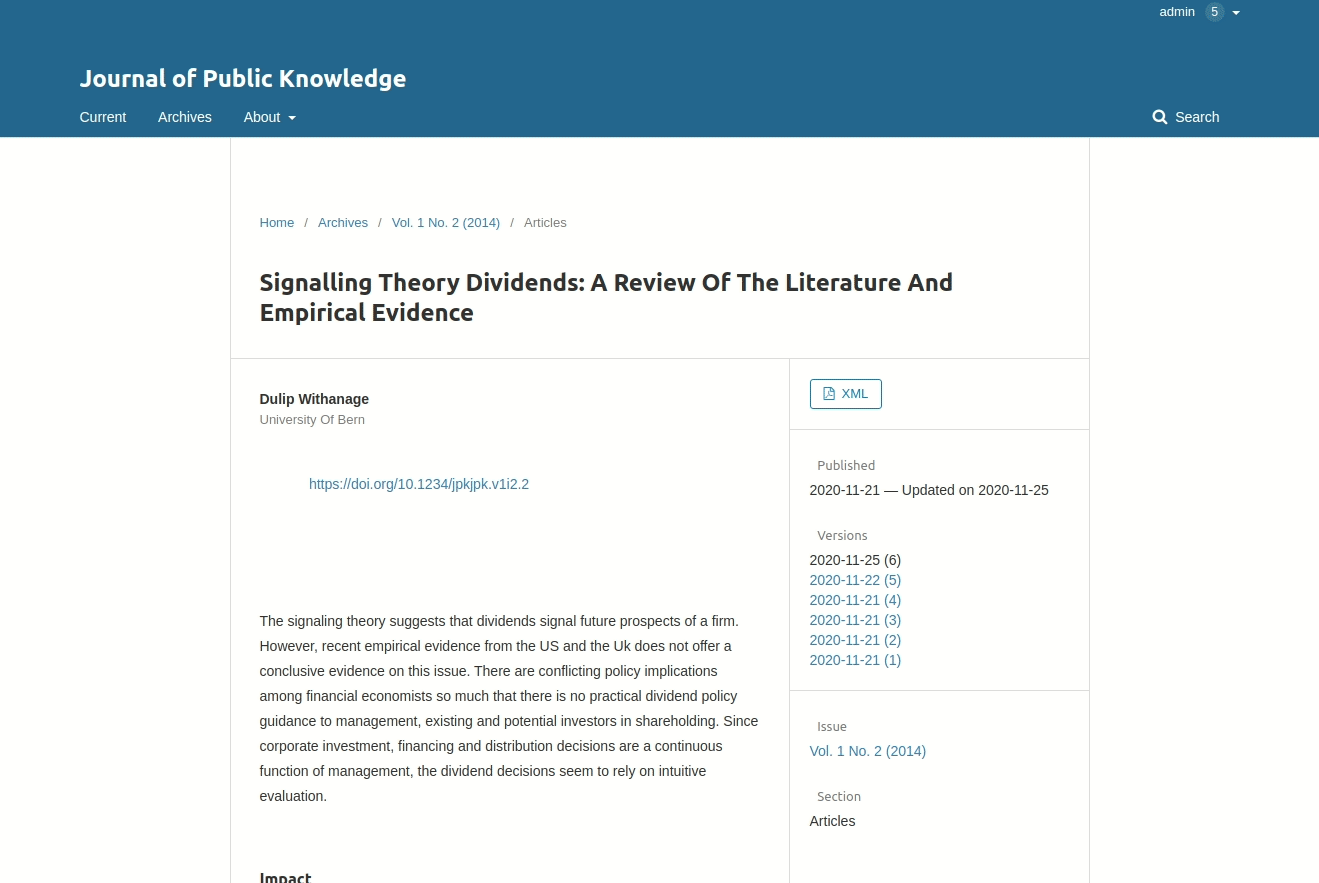 admin 5
Journal of Public Knowledge
Current Archives About Search
Home / Archives / Vol. 1 No. 2 (2014) / Articles
Signalling Theory Dividends: A Review Of The Literature And
Empirical Evidence
Dulip Withanage
University Of Bern
https://doi.org/10.1234/jpkjpk.v1i2.2
The signaling theory suggests that dividends signal future prospects of a firm.
However, recent empirical evidence from the US and the Uk does not offer a
conclusive evidence on this issue. There are conflicting policy implications
among financial economists so much that there is no practical dividend policy
guidance to management, existing and potential investors in shareholding. Since
corporate investment, financing and distribution decisions are a continuous
function of management, the dividend decisions seem to rely on intuitive
evaluation.
Impact
XML
Published
2020-11-21 — Updated on 2020-11-25
Versions
2020-11-25 (6)
2020-11-22 (5)
2020-11-21 (4)
2020-11-21 (3)
2020-11-21 (2)
2020-11-21 (1)
Issue
Vol. 1 No. 2 (2014)
Section
Articles